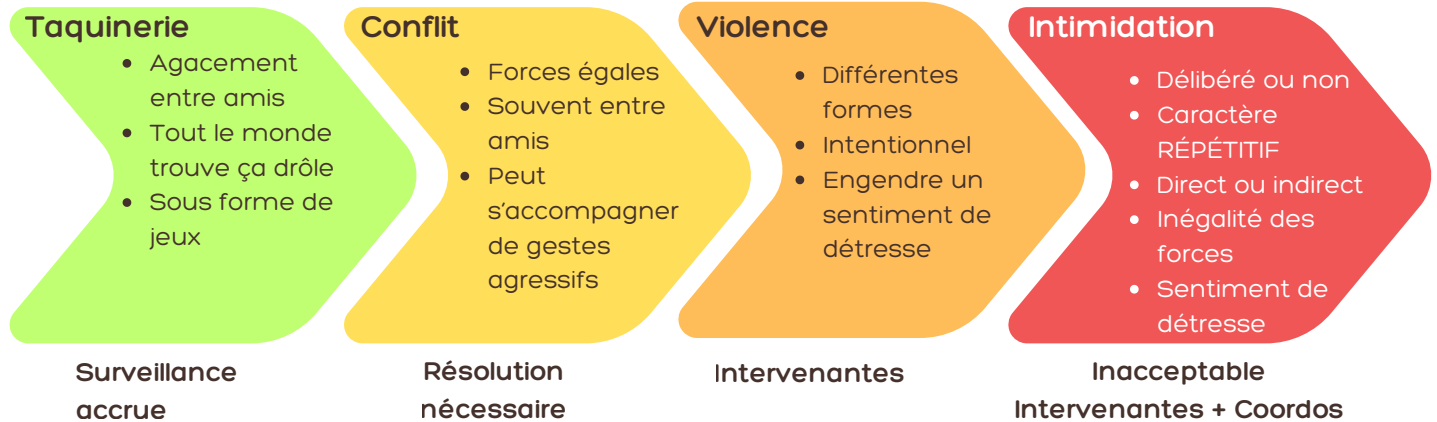 Taquinerie
• Agacement
entre amis
• Tout le monde
trouve ça drôle
• Sous forme de
jeux
Surveillance
accrue
Conflit
• Forces égales
• Souvent entre
amis
• Peut
s'accompagner
de gestes
agressifs
Résolution
nécessaire
Violence
• Différentes
formes
• Intentionnel
• Engendre un
sentiment de
détresse
Intervenantes
Intimidation
• Délibéré ou non
• Caractère
RÉPÉTITIF
• Direct ou indirect
• Inégalité des
forces
• Sentiment de
détresse
Inacceptable
Intervenantes + Coordos